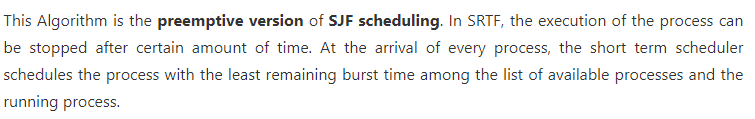 This Algorithm is the preemptive version of SJF scheduling. In SRTF, the execution of the process can
be stopped after certain amount of time. At the arrival of every process, the short term scheduler
schedules the process with the least remaining burst time among the list of available processes and the
running process.